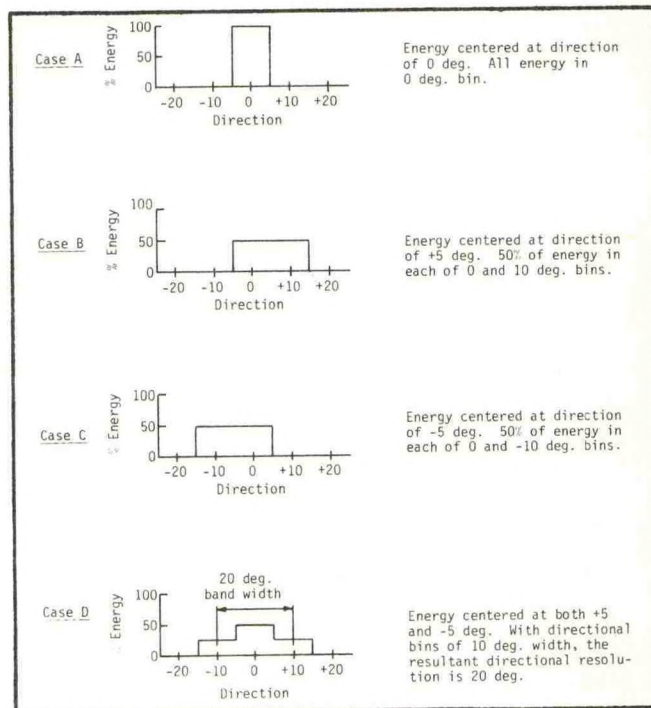 Case A
% Energy
100
50
0
-20 -10 0 +10 +20
Direction
Energy centered at direction
of 0 deg. All energy in
0 deg. bin.
Case B
% Energy
100
50
0
-20 -10 0 +10 +20
Direction
Energy centered at direction
of +5 deg. 50% of energy in
each of 0 and 10 deg. bins.
Case C
% Energy
100
50
0
-20 -10 0 +10 +20
Direction
Energy centered at direction
of -5 deg. 50% of energy in
each of 0 and -10 deg. bins.
Case D
% Energy
20 deg.
band width
100
50
0
-20 -10 0 +10 +20
Direction
Energy centered at both +5
and -5 deg. With directional
bins of 10 deg. width, the
resultant directional resolu-
tion is 20 deg.